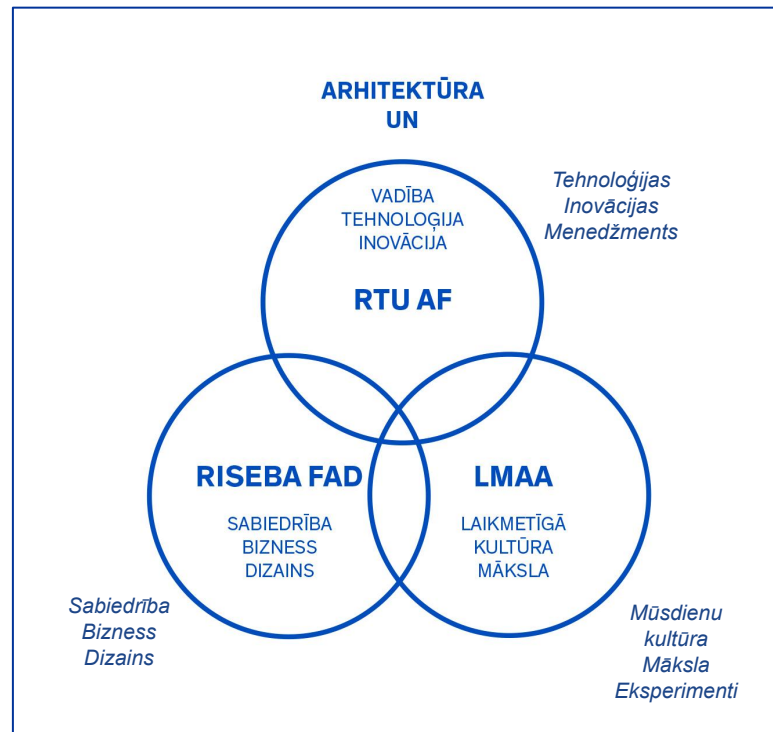 ARHITEKTŪRA
UN
VADĪBA
TEHNOLOĢIJA
INOVĀCIJA
RTU AF
Tehnoloģijas
Inovācijas
Menedžments
RISEBA FAD
SABIEDRĪBA
BIZNESS
DIZAINS
LMAA
LAIKMETĪGĀ
KULTŪRA
MĀKSLA
Sabiedrība
Bizness
Dizains
Mūsdienu
kultūra
Māksla
Eksperimenti